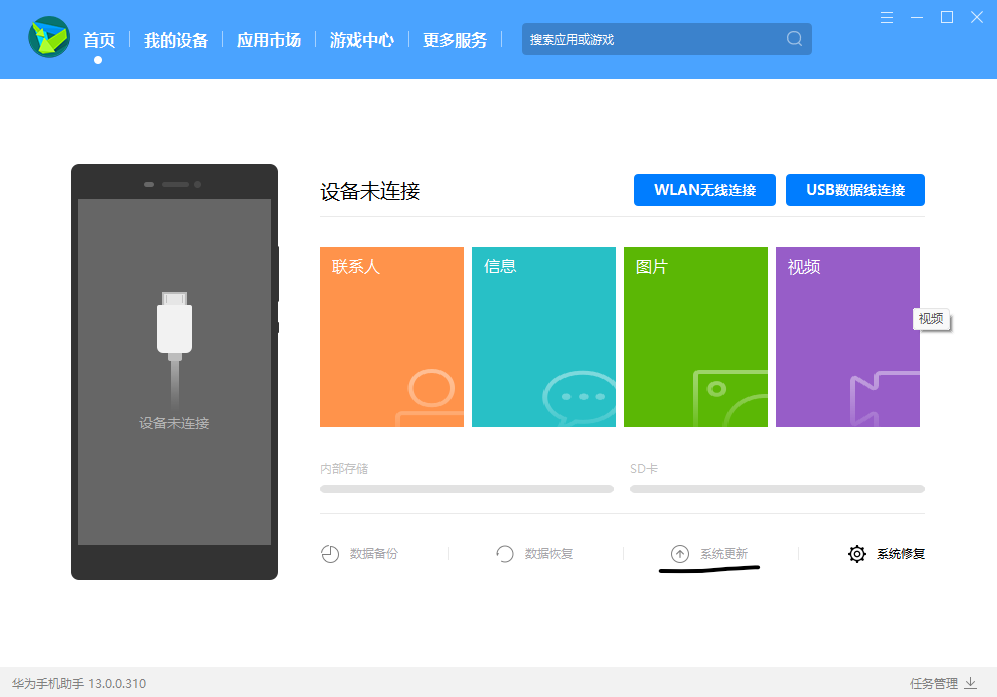 首页 我的设备 应用市场 游戏中心 更多服务 搜索应用或游戏
设备未连接 WLAN无线连接 USB数据线连接
联系人 信息 图片 视频
视频
设备未连接
内部存储 SD卡
数据备份 数据恢复 系统更新 系统修复
华为手机助手 13.0.0.310 任务管理